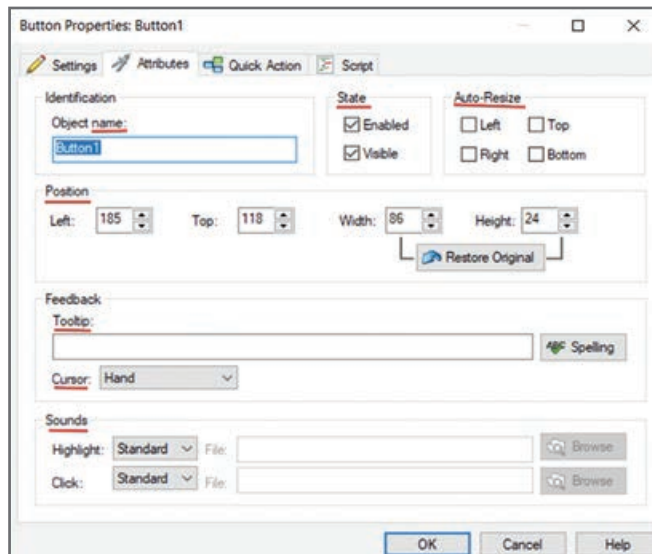 Button Properties: Button1
Settings Attributes Quick Action Script
Identification State Auto-Resize
Object name: Enabled Left Top
Button1 Visible Right Bottom
Position
Left: 185 Top: 118 Width: 86 Height: 24
Restore Original
Feedback
Tooltip:
ABC Spelling
Cursor: Hand
Sounds
Highlight: Standard File: Browse
Click: Standard File: Browse
OK Cancel Help